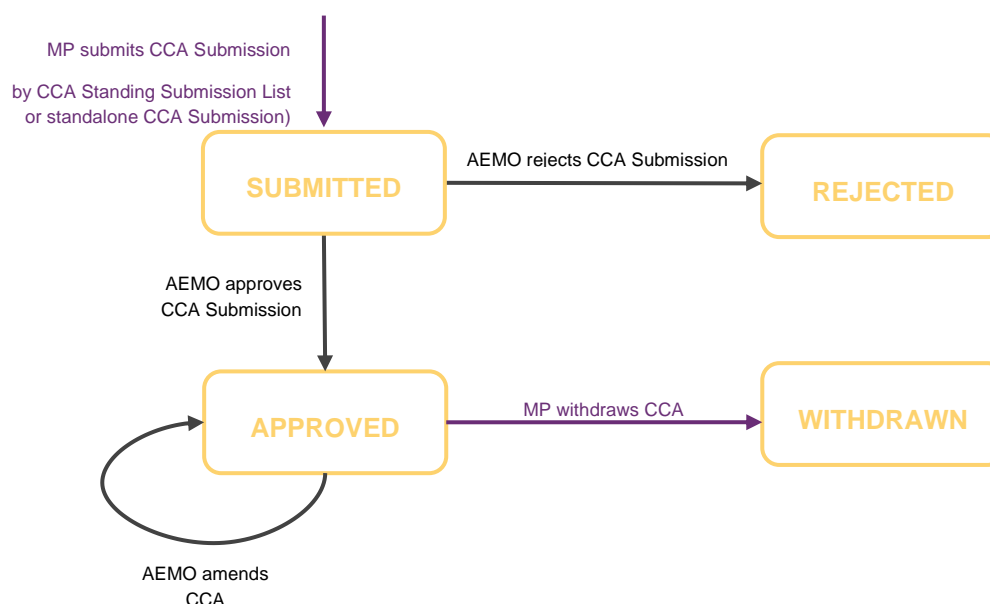 MP submits CCA Submission
by CCA Standing Submission List
or standalone CCA Submission)
AEMO rejects CCA Submission
SUBMITTED
REJECTED
AEMO approves
CCA Submission
MP withdraws CCA
APPROVED
WITHDRAWN
AEMO amends
CCA